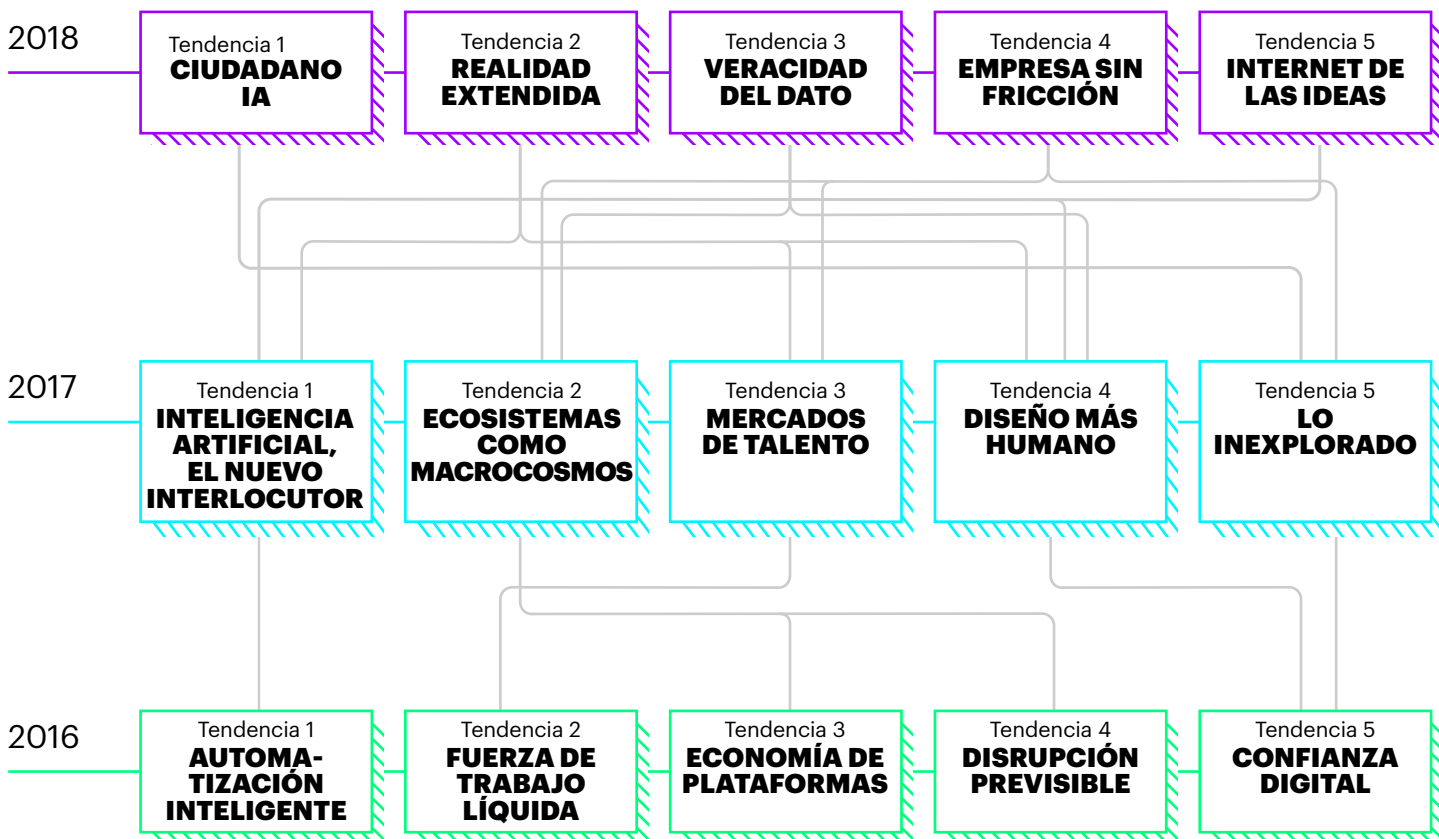 2018
Tendencia 1
CIUDADANO
IA
Tendencia 2
REALIDAD
EXTENDIDA
Tendencia 3
VERACIDAD
DEL DATO
Tendencia 4
EMPRESA SIN
FRICCIÓN
Tendencia 5
INTERNET DE
LAS IDEAS
2017
Tendencia 1
INTELIGENCIA
ARTIFICIAL,
EL NUEVO
INTERLOCUTOR
Tendencia 2
ECOSISTEMAS
COMO
MACROCOSMOS
Tendencia 3
MERCADOS
DE TALENTO
Tendencia 4
DISEÑO MÁS
HUMANO
Tendencia 5
LO
INEXPLORADO
2016
Tendencia 1
AUTOMA-
TIZACIÓN
INTELIGENTE
Tendencia 2
FUERZA DE
TRABAJO
LÍQUIDA
Tendencia 3
ECONOMÍA DE
PLATAFORMAS
Tendencia 4
DISRUPCIÓN
PREVISIBLE
Tendencia 5
CONFIANZA
DIGITAL